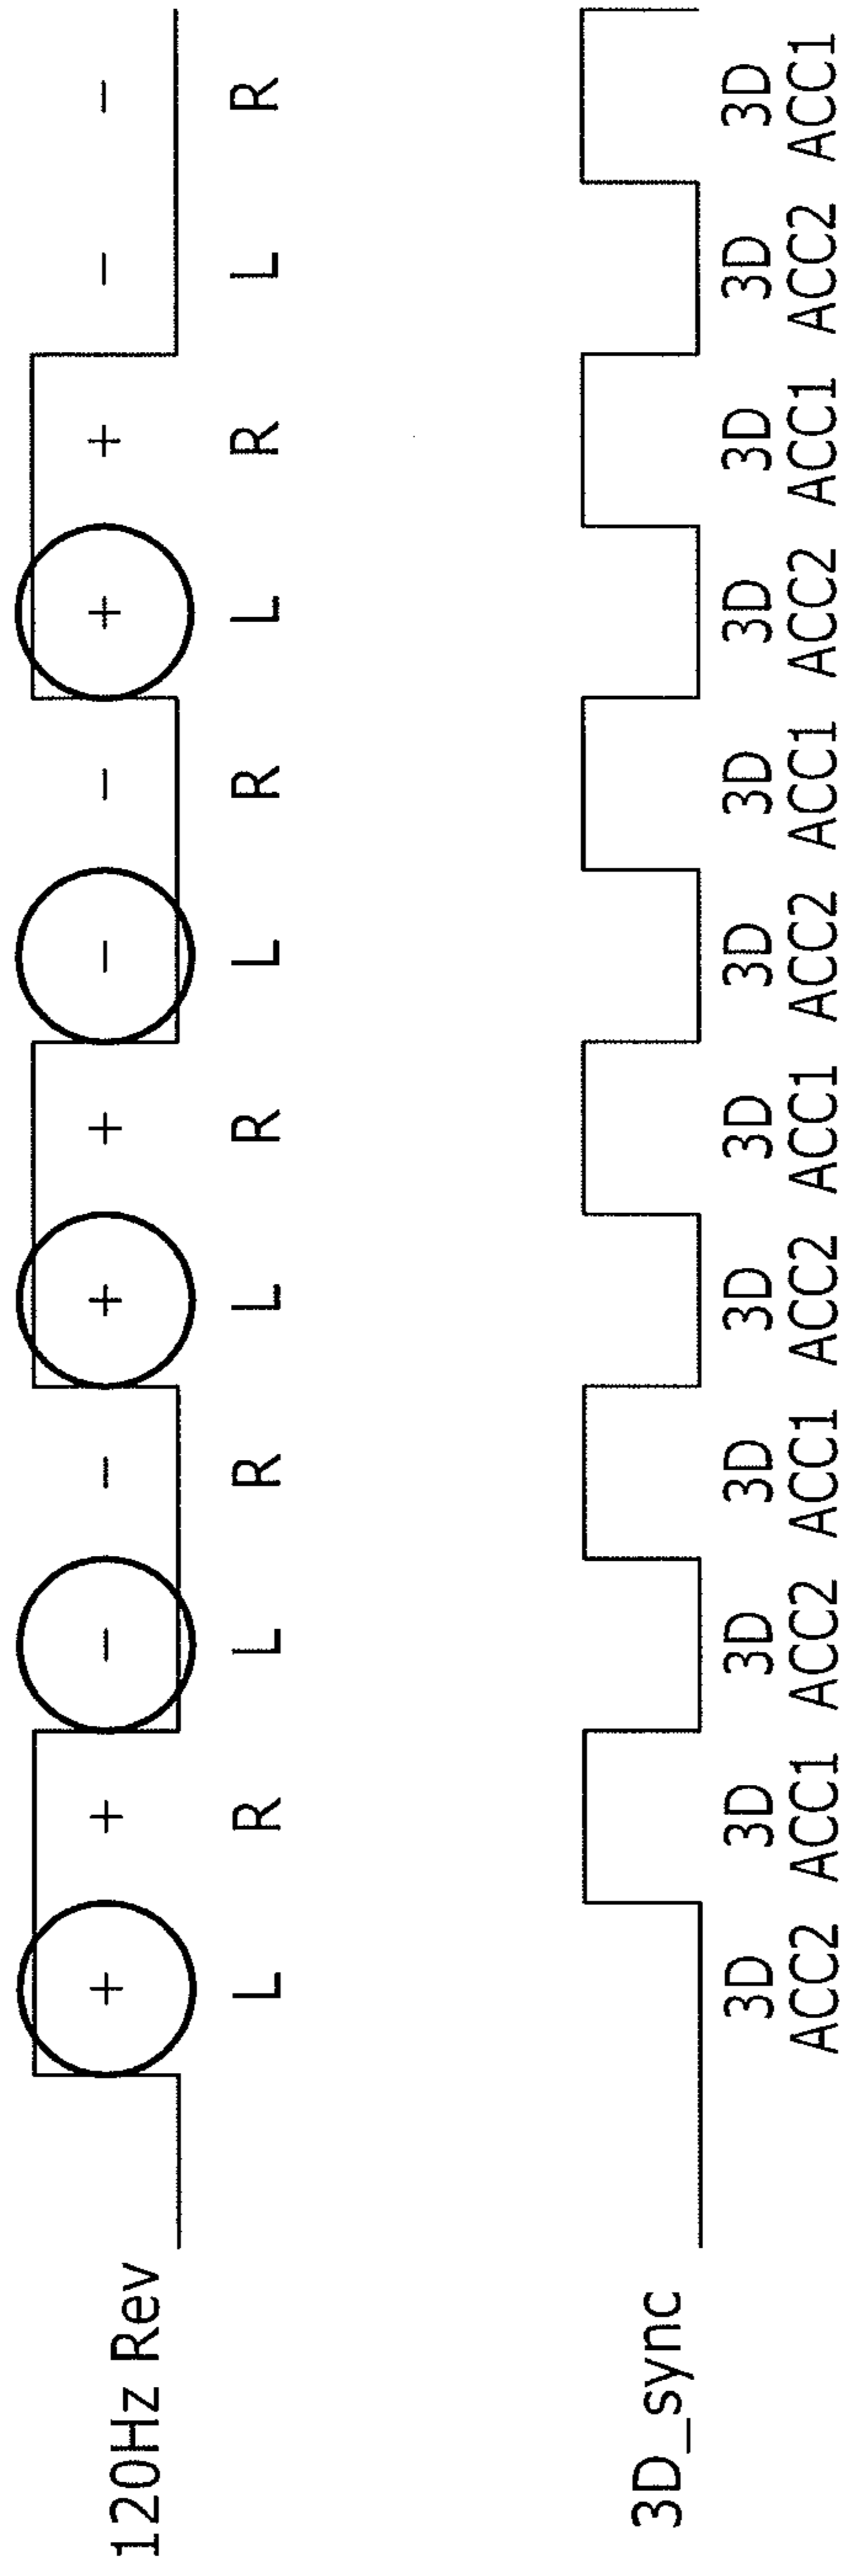 120Hz Rev + + - - + + - - + + - -
L R L R L R L R L R L R
3D_sync
3D 3D 3D 3D 3D 3D 3D 3D 3D 3D 3D 3D
ACC2 ACC1 ACC2 ACC1 ACC2 ACC1 ACC2 ACC1 ACC2 ACC1 ACC2 ACC1